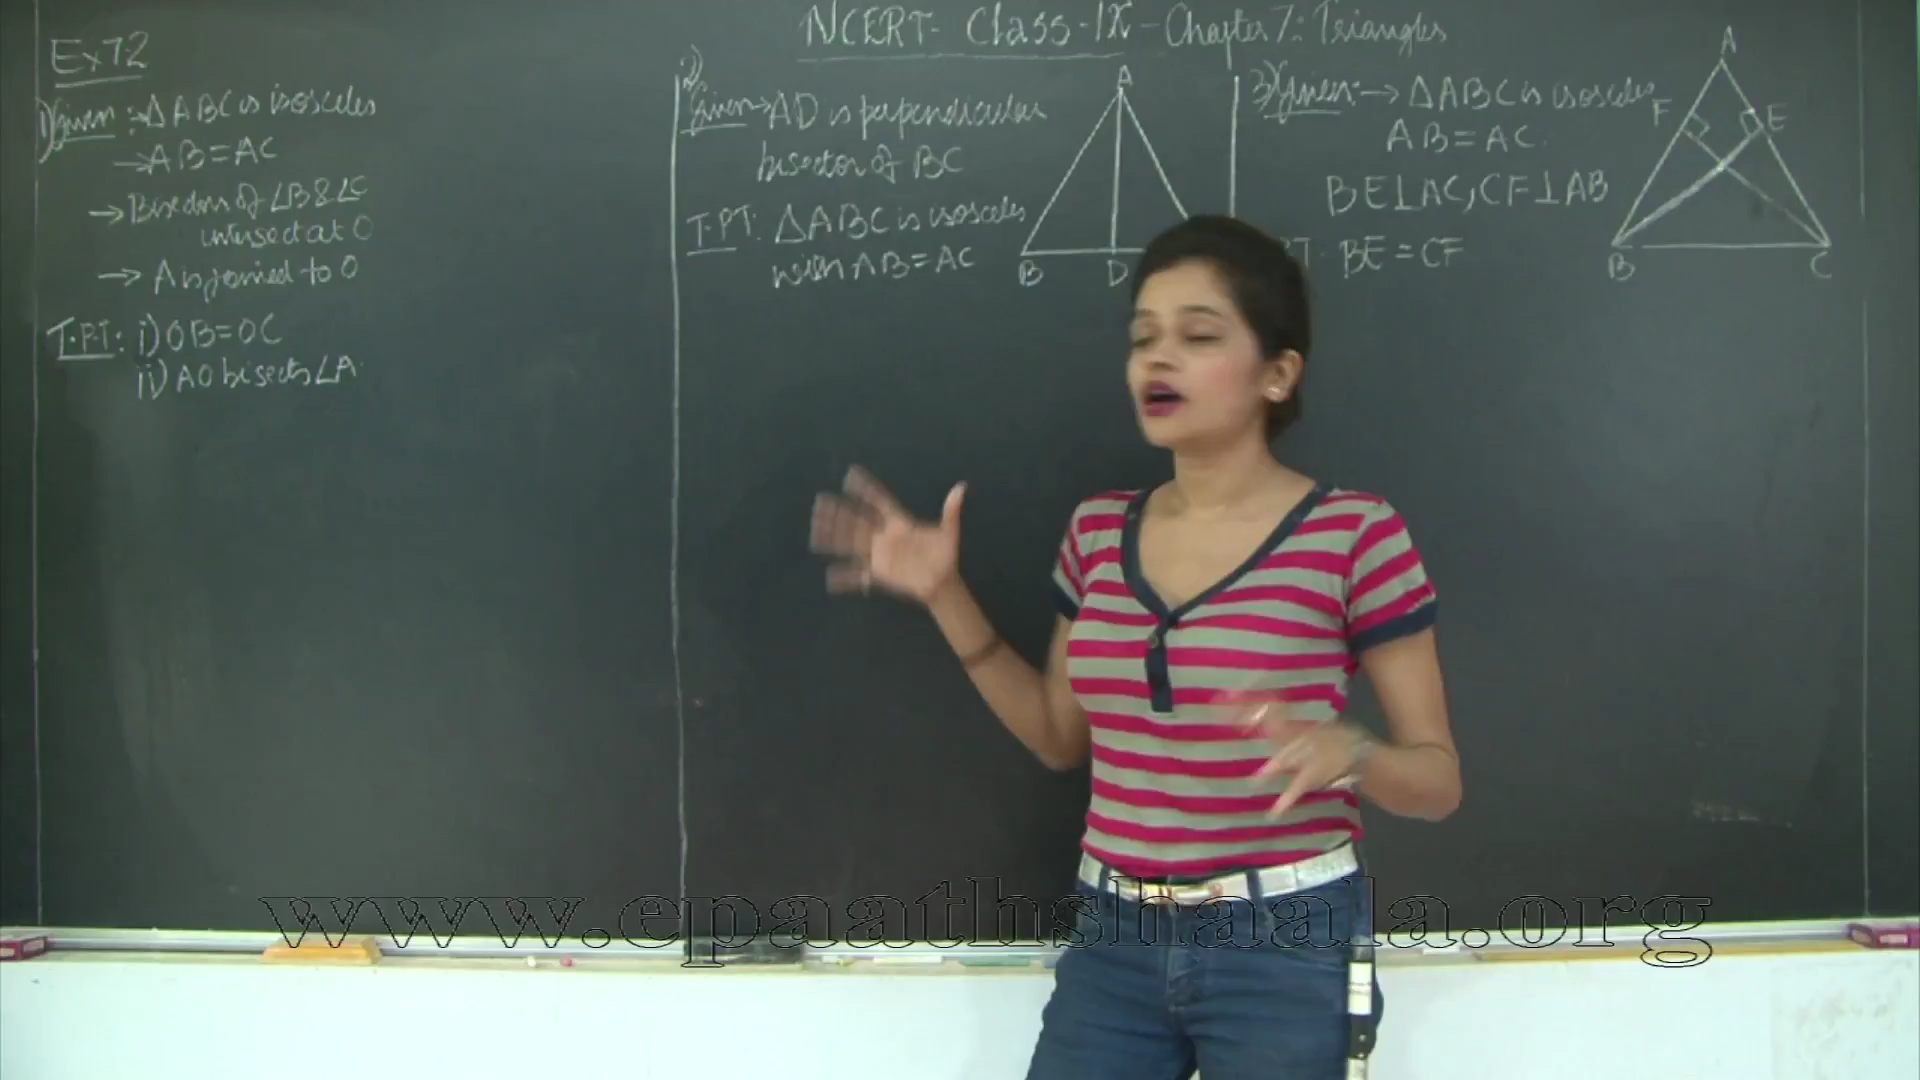 NCERT- Class-IX - Chapter 7: Triangles
Ex 7.2
1) Given: → ΔABC is isosceles
→ AB=AC
→ Bisectors of ∠B & ∠C
intersect at O
→ A is joined to O
T.P.T: i) OB=OC
ii) AO bisects ∠A.
2)
Given → AD is perpendicular
bisector of BC
T.P.T: ΔABC is isosceles
with AB=AC
A
B
D
3) Given: → ΔABC is isosceles
AB=AC.
BE⊥AC, CF⊥AB
PT. BE=CF
A
F
E
B
C
www.epaathshaala.org